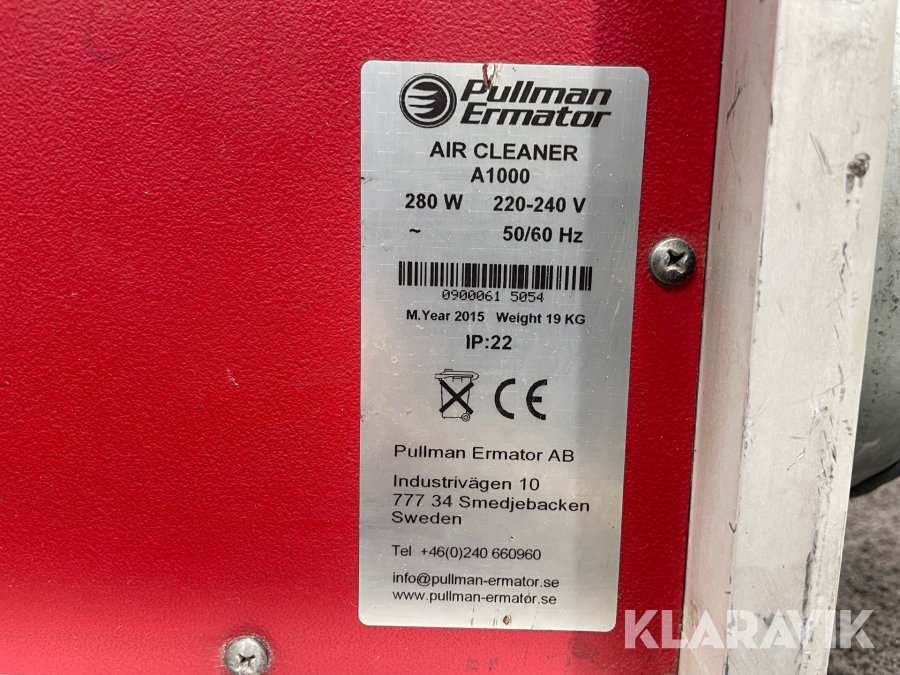 Pullman
Ermator
AIR CLEANER
A1000
280 W 220-240 V
~ 50/60 Hz
0900061 5054
M.Year 2015 Weight 19 KG
IP:22
CE
Pullman Ermator AB
Industrivägen 10
777 34 Smedjebacken
Sweden
Tel +46(0)240 660960
info@pullman-ermator.se
www.pullman-ermator.se
KLARAVIK